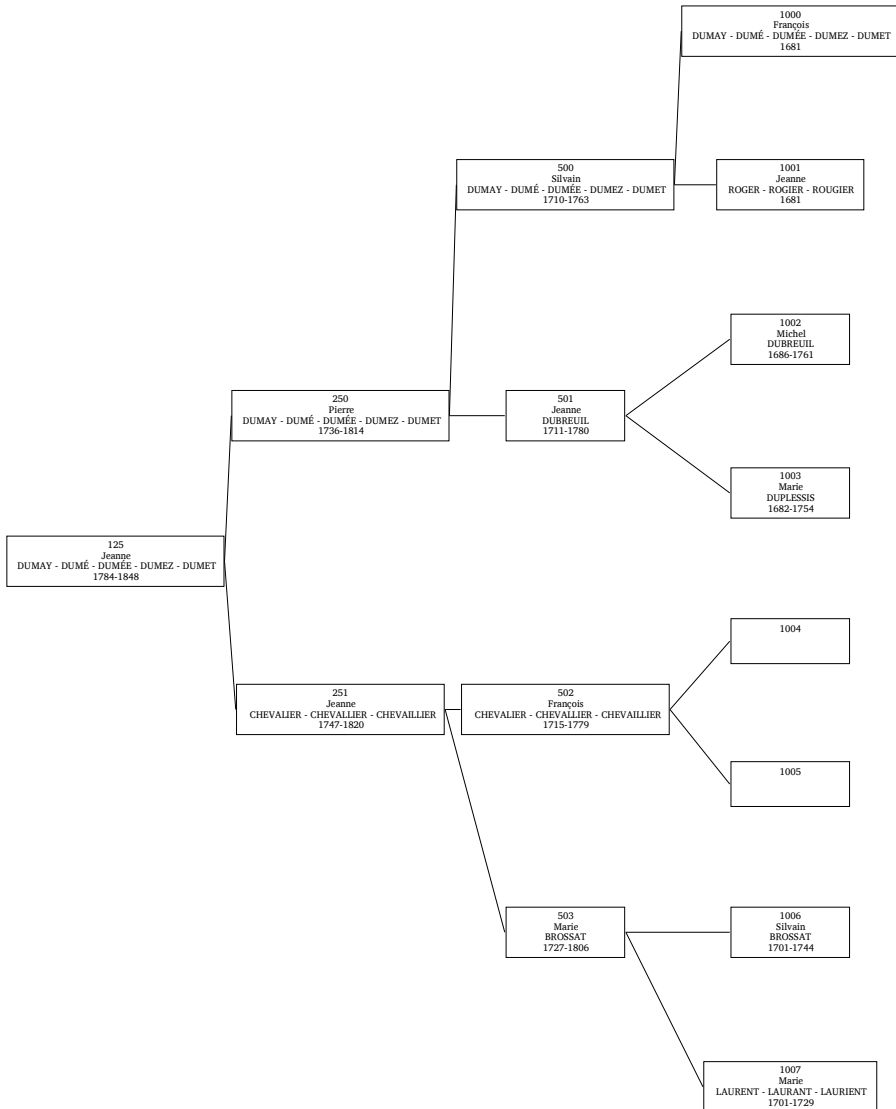 1000
François
DUMAY - DUMÉ - DUMÉE - DUMEZ - DUMET
1681
500
Silvain
DUMAY - DUMÉ - DUMÉE - DUMEZ - DUMET
1710-1763
1001
Jeanne
ROGER - ROGIER - ROUGIER
1681
1002
Michel
DUBREUIL
1686-1761
250
Pierre
DUMAY - DUMÉ - DUMÉE - DUMEZ - DUMET
1736-1814
501
Jeanne
DUBREUIL
1711-1780
1003
Marie
DUPLESSIS
1682-1754
125
Jeanne
DUMAY - DUMÉ - DUMÉE - DUMEZ - DUMET
1784-1848
1004
251
Jeanne
CHEVALIER - CHEVALLIER - CHEVAILLIER
1747-1820
502
François
CHEVALIER - CHEVALLIER - CHEVAILLIER
1715-1779
1005
503
Marie
BROSSAT
1727-1806
1006
Silvain
BROSSAT
1701-1744
1007
Marie
LAURENT - LAURANT - LAURIENT
1701-1729